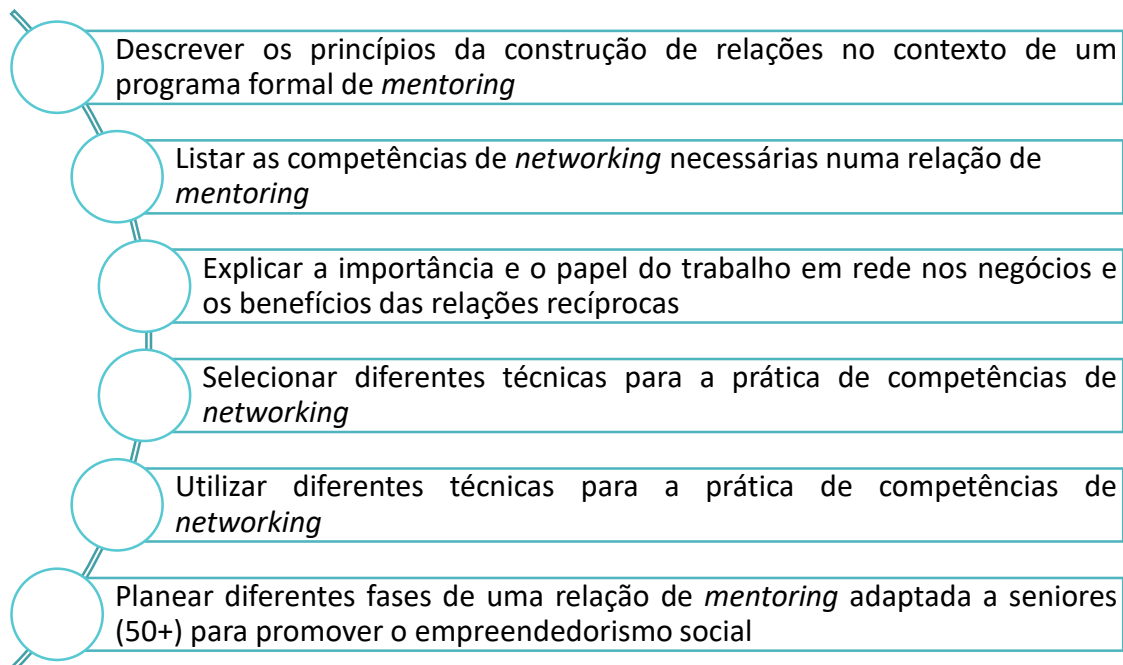 Descrever os princípios da construção de relações no contexto de um
programa formal de mentoring
Listar as competências de networking necessárias numa relação de
mentoring
Explicar a importância e o papel do trabalho em rede nos negócios e
os benefícios das relações recíprocas
Selecionar diferentes técnicas para a prática de competências de
networking
Utilizar diferentes técnicas para a prática de competências de
networking
Planear diferentes fases de uma relação de mentoring adaptada a seniores
(50+) para promover o empreendedorismo social